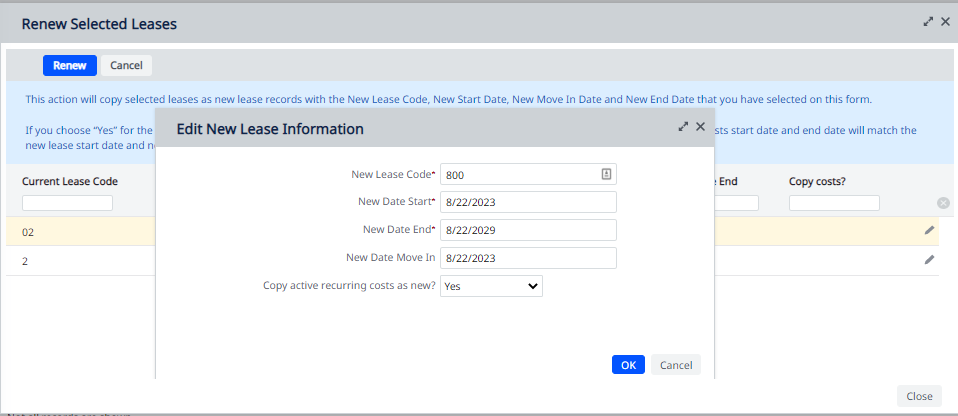 Renew Selected Leases
Renew Cancel
This action will copy selected leases as new lease records with the New Lease Code, New Start Date, New Move In Date and New End Date that you have selected on this form.
If you choose “Yes” for the
sts start date and end date will match the
new lease start date and n
Edit New Lease Information
Current Lease Code
End
Copy costs?
02
2
New Lease Code* 800
New Date Start* 8/22/2023
New Date End* 8/22/2029
New Date Move In 8/22/2023
Copy active recurring costs as new? Yes
OK Cancel
Close